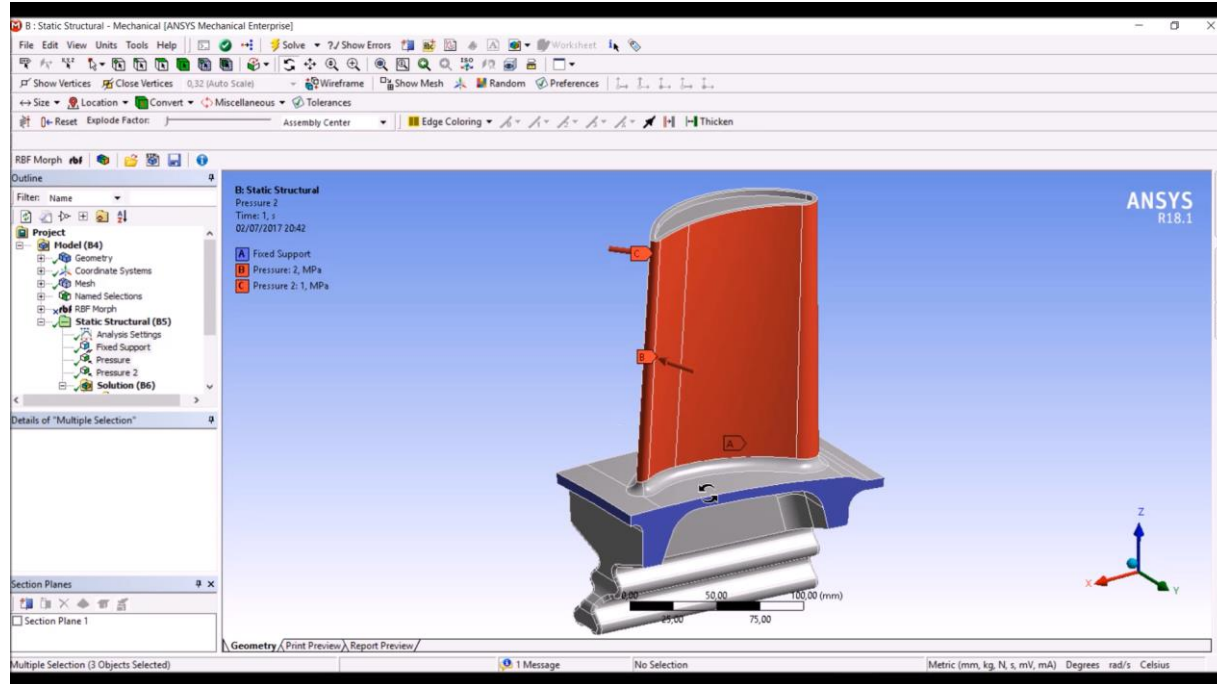 B : Static Structural - Mechanical [ANSYS Mechanical Enterprise]
File Edit View Units Tools Help Solve ?/ Show Errors Worksheet
Show Vertices Close Vertices 0,32 (Auto Scale) Wireframe Show Mesh Random Preferences
Size Location Convert Miscellaneous Tolerances
Reset Explode Factor: Assembly Center Edge Coloring Thicken
RBF Morph rbf
Outline
Filter: Name
Project
Model (B4)
Geometry
Coordinate Systems
Mesh
Named Selections
rbf RBF Morph
Static Structural (B5)
Analysis Settings
Fixed Support
Pressure
Pressure 2
Solution (B6)
Details of "Multiple Selection"
Section Planes
Section Plane 1
B: Static Structural
Pressure 2
Time: 1, s
02/07/2017 20:42
A Fixed Support
B Pressure: 2, MPa
C Pressure 2: 1, MPa
ANSYS
R18.1
C
B
A
Z
X
Y
0,00 50,00 100,00 (mm)
25,00 75,00
Geometry Print Preview Report Preview
Multiple Selection (3 Objects Selected) 1 Message No Selection Metric (mm, kg, N, s, mV, mA) Degrees rad/s Celsius